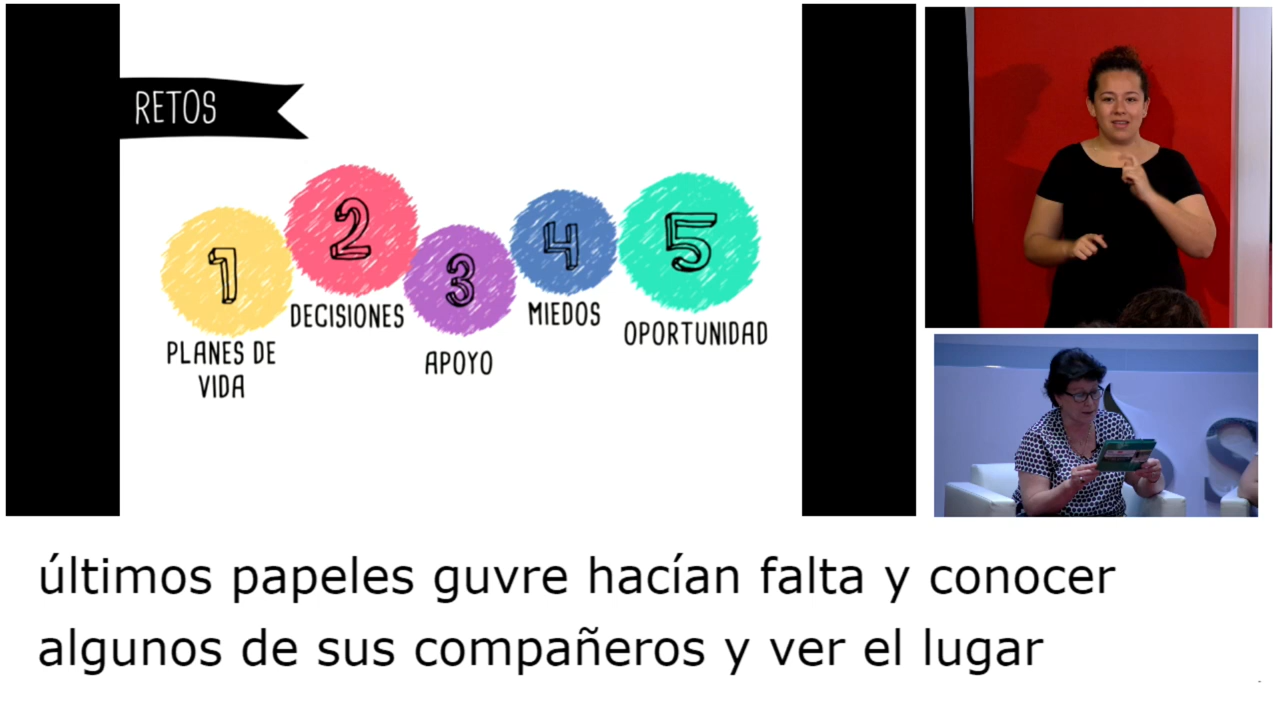 RETOS
1
2
3
4
5
PLANES DE
VIDA
DECISIONES
APOYO
MIEDOS
OPORTUNIDAD
últimos papeles guvre hacían falta y conocer
algunos de sus compañeros y ver el lugar